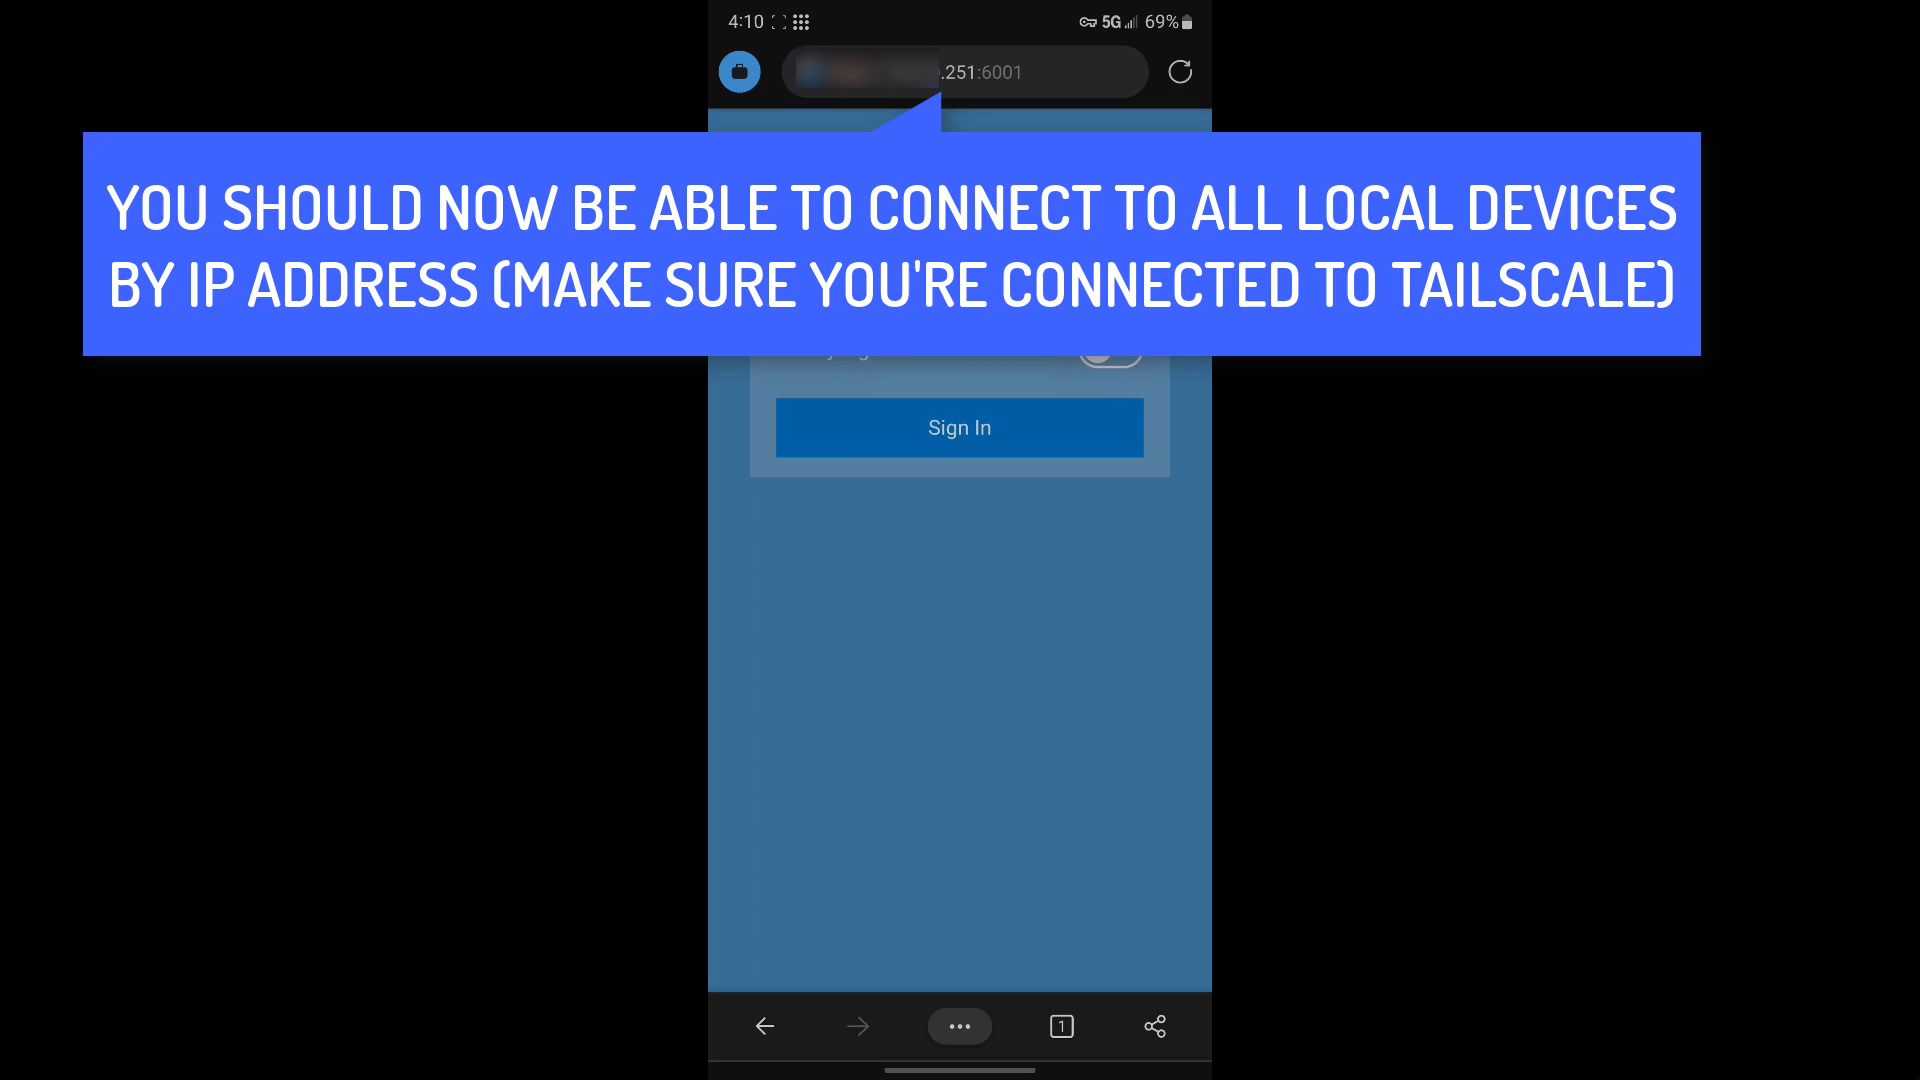 4:10 5G 69%
.251:6001
YOU SHOULD NOW BE ABLE TO CONNECT TO ALL LOCAL DEVICES
BY IP ADDRESS (MAKE SURE YOU'RE CONNECTED TO TAILSCALE)
Sign In
1